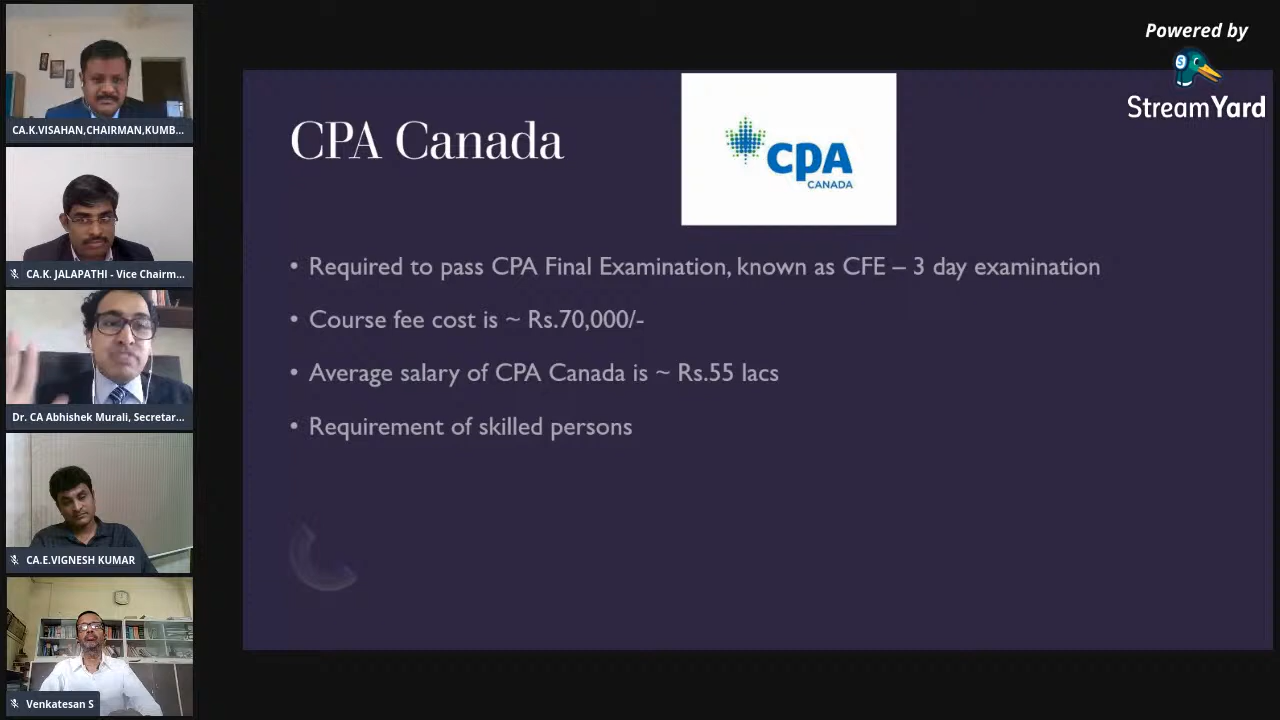 Powered by
StreamYard
CA.K.VISAHAN,CHAIRMAN,KUMB...
CA.K. JALAPATHI - Vice Chairm...
Dr. CA Abhishek Murali, Secretar...
CA.E.VIGNESH KUMAR
Venkatesan S
CPA Canada
CPA
CANADA
• Required to pass CPA Final Examination, known as CFE – 3 day examination
• Course fee cost is ~ Rs.70,000/-
• Average salary of CPA Canada is ~ Rs.55 lacs
• Requirement of skilled persons